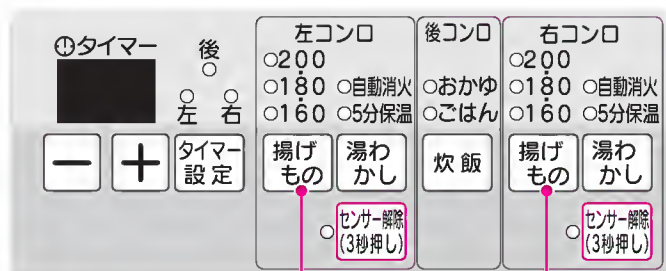 タイマー
後
左 右
− +
タイマー
設定
左コンロ
○200
○180 ○自動消火
○160 ○5分保温
揚げ
もの
湯わ
かし
○センサー解除
(3秒押し)
後コンロ
○おかゆ
○ごはん
炊飯
右コンロ
○200
○180 ○自動消火
○160 ○5分保温
揚げ
もの
湯わ
かし
○センサー解除
(3秒押し)